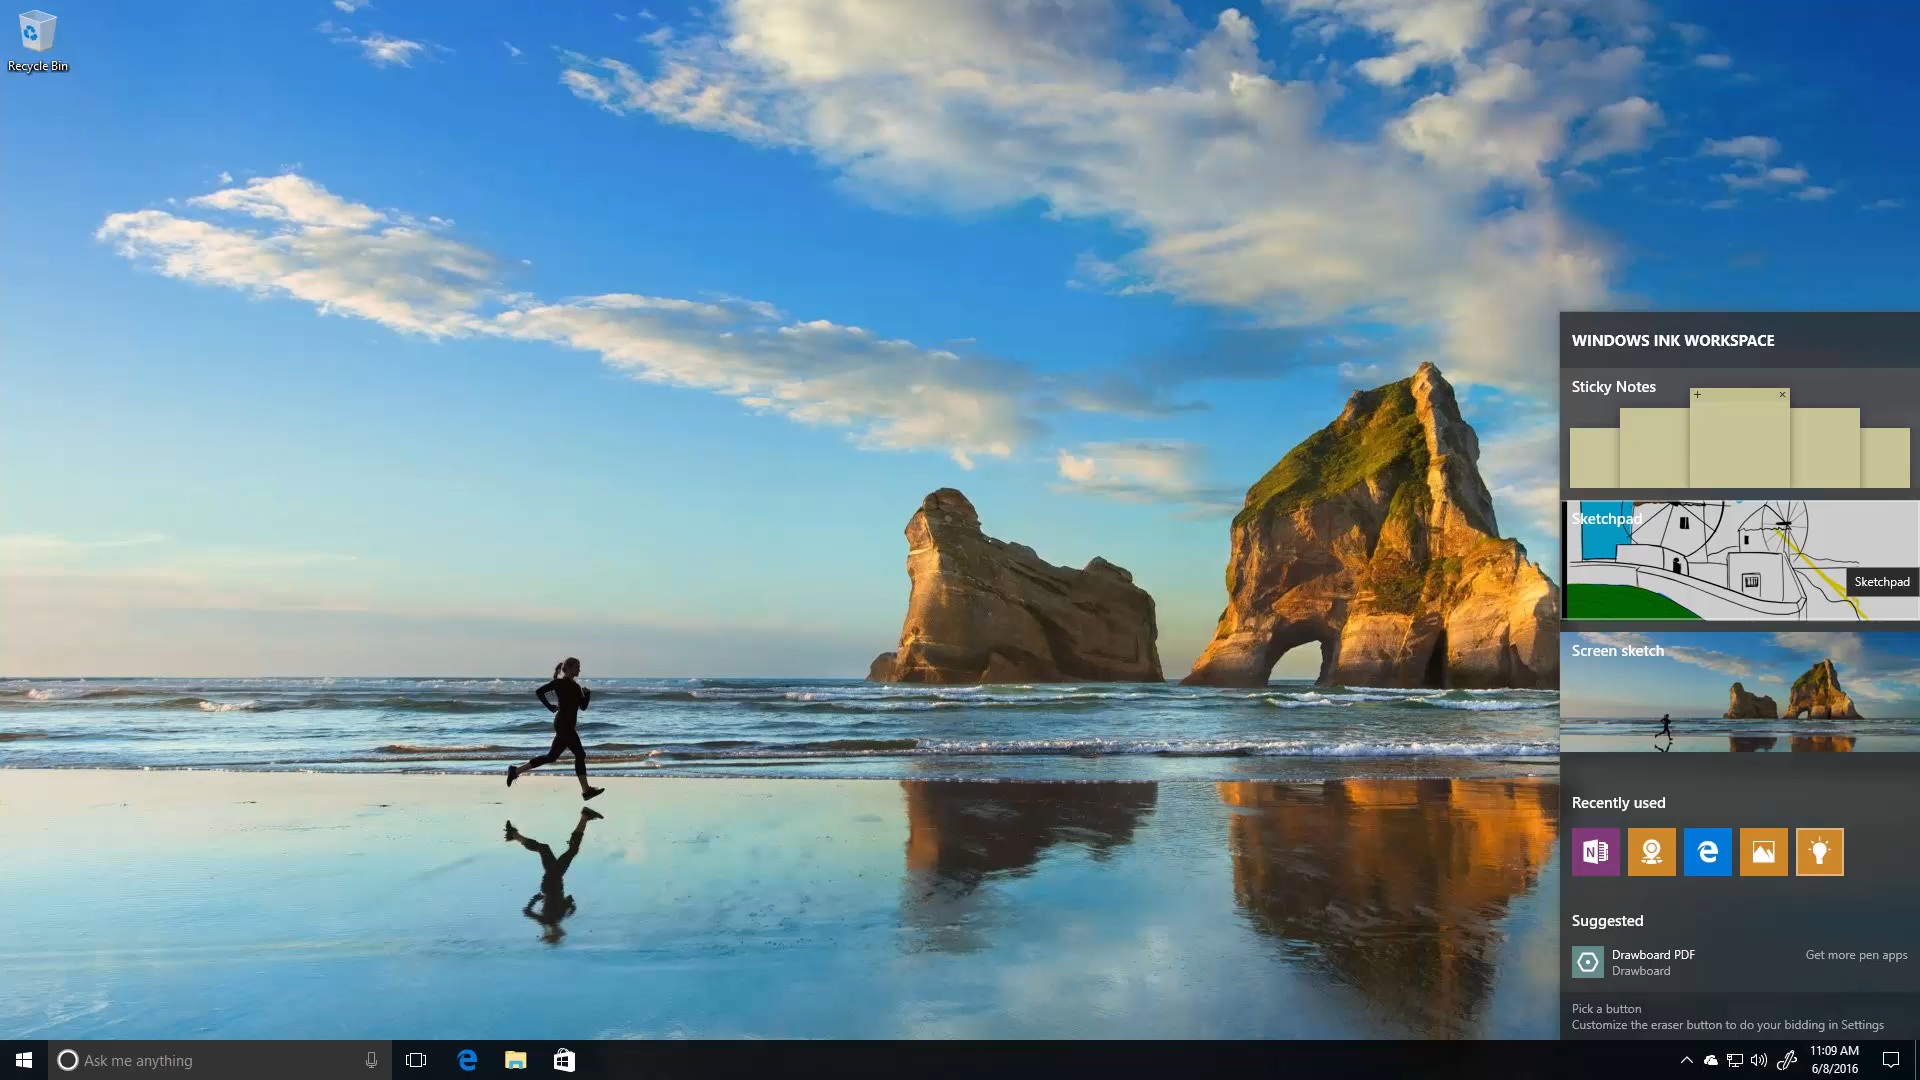 Recycle Bin
WINDOWS INK WORKSPACE
Sticky Notes
Sketchpad
Sketchpad
Screen sketch
Recently used
Suggested
Drawboard PDF
Get more pen apps
Drawboard
Pick a button
Customize the eraser button to do your bidding in Settings
Ask me anything
11:09 AM
6/8/2016